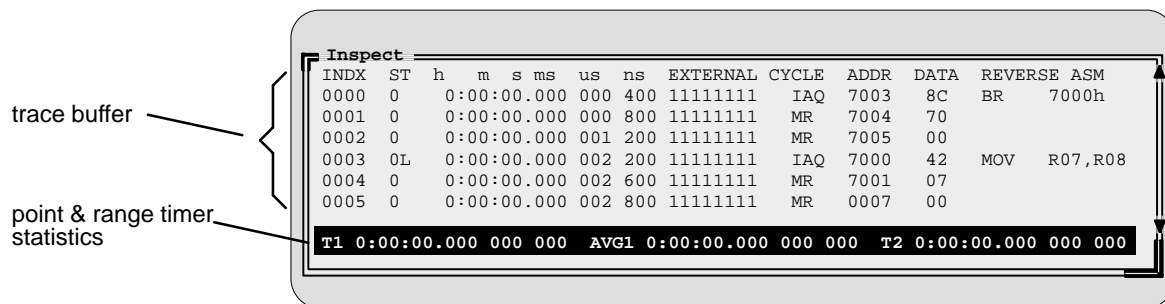 Inspect
INDX ST h m s ms us ns EXTERNAL CYCLE ADDR DATA REVERSE ASM
0000 0 0:00:00.000 000 400 11111111 IAQ 7003 8C BR 7000h
0001 0 0:00:00.000 000 800 11111111 MR 7004 70
0002 0 0:00:00.000 001 200 11111111 MR 7005 00
0003 0L 0:00:00.000 002 200 11111111 IAQ 7000 42 MOV R07,R08
0004 0 0:00:00.000 002 600 11111111 MR 7001 07
0005 0 0:00:00.000 002 800 11111111 MR 0007 00
T1 0:00:00.000 000 000 AVG1 0:00:00.000 000 000 T2 0:00:00.000 000 000
trace buffer
point & range timer
statistics